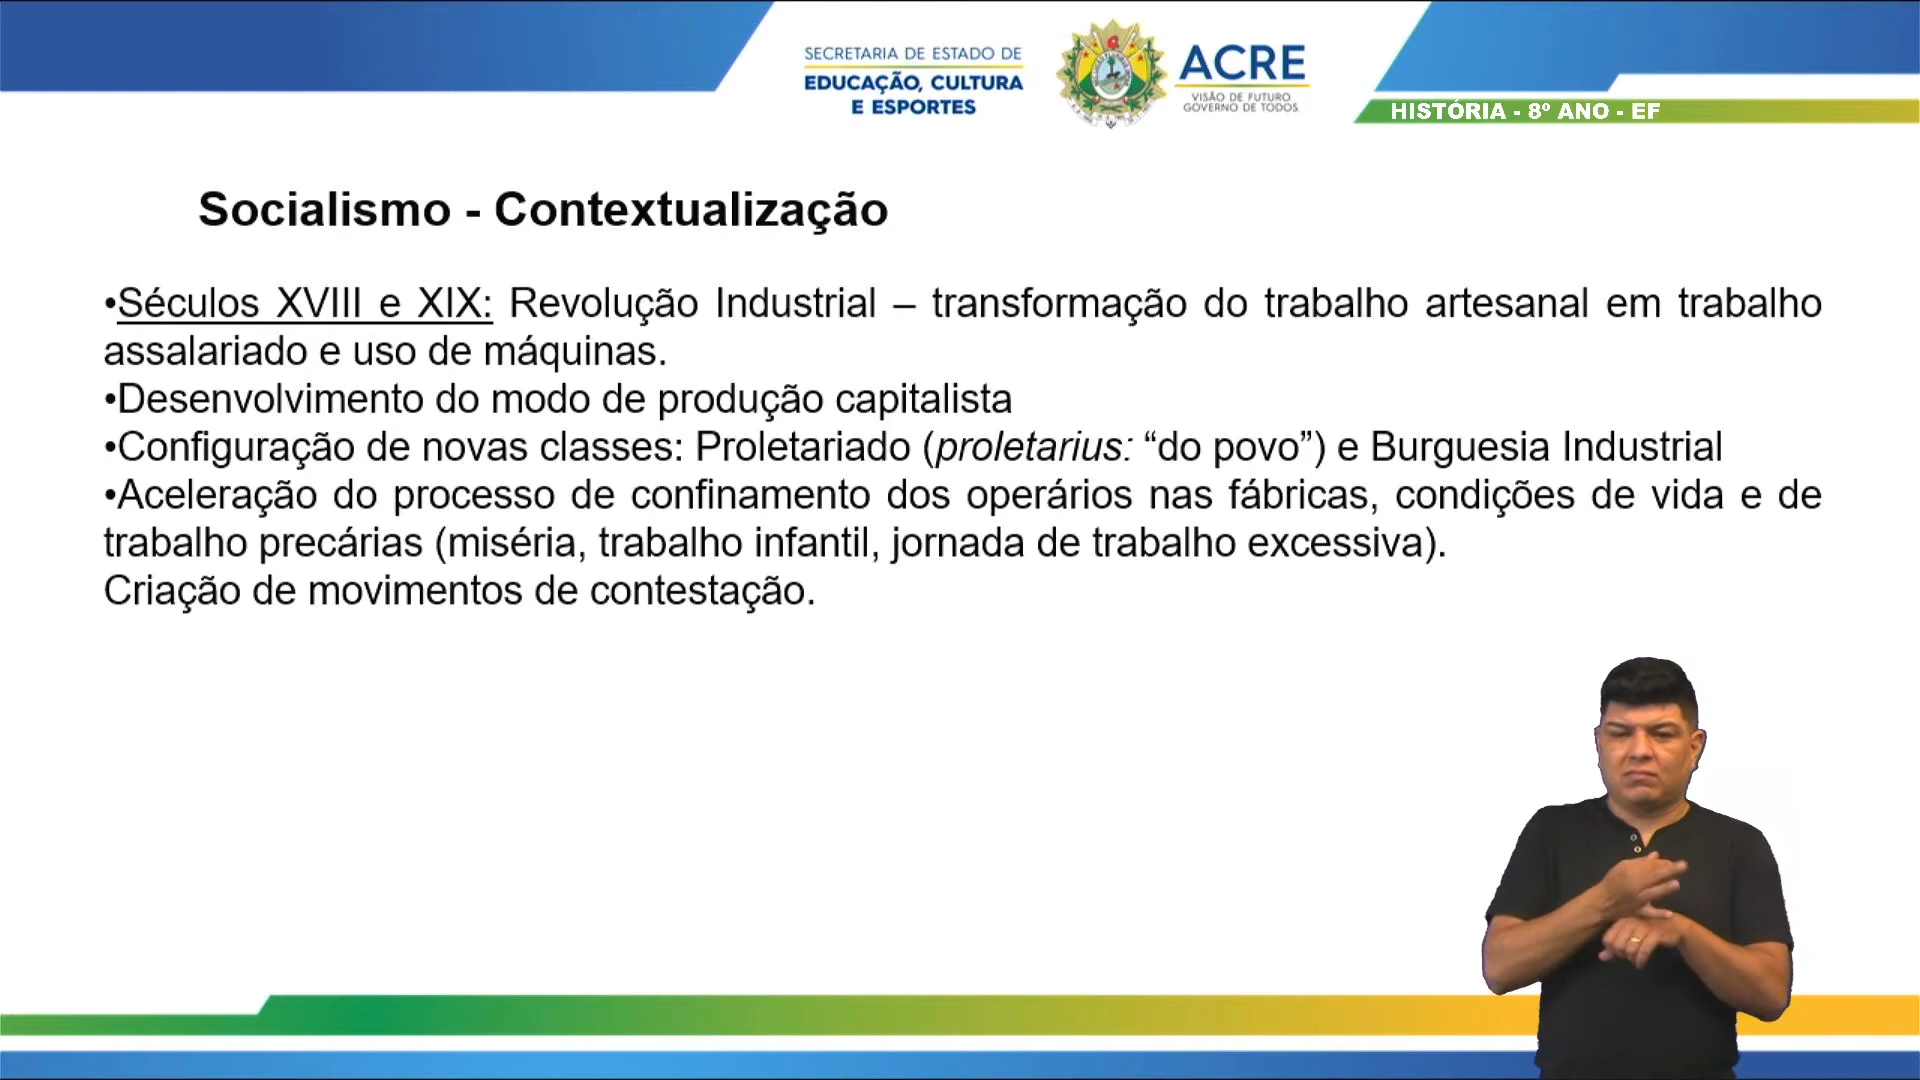 SECRETARIA DE ESTADO DE
EDUCAÇÃO, CULTURA
E ESPORTES
ACRE
VISÃO DE FUTURO
GOVERNO DE TODOS
HISTÓRIA - 8º ANO - EF
Socialismo - Contextualização
•Séculos XVIII e XIX: Revolução Industrial – transformação do trabalho artesanal em trabalho
assalariado e uso de máquinas.
•Desenvolvimento do modo de produção capitalista
•Configuração de novas classes: Proletariado (proletarius: “do povo”) e Burguesia Industrial
•Aceleração do processo de confinamento dos operários nas fábricas, condições de vida e de
trabalho precárias (miséria, trabalho infantil, jornada de trabalho excessiva).
Criação de movimentos de contestação.